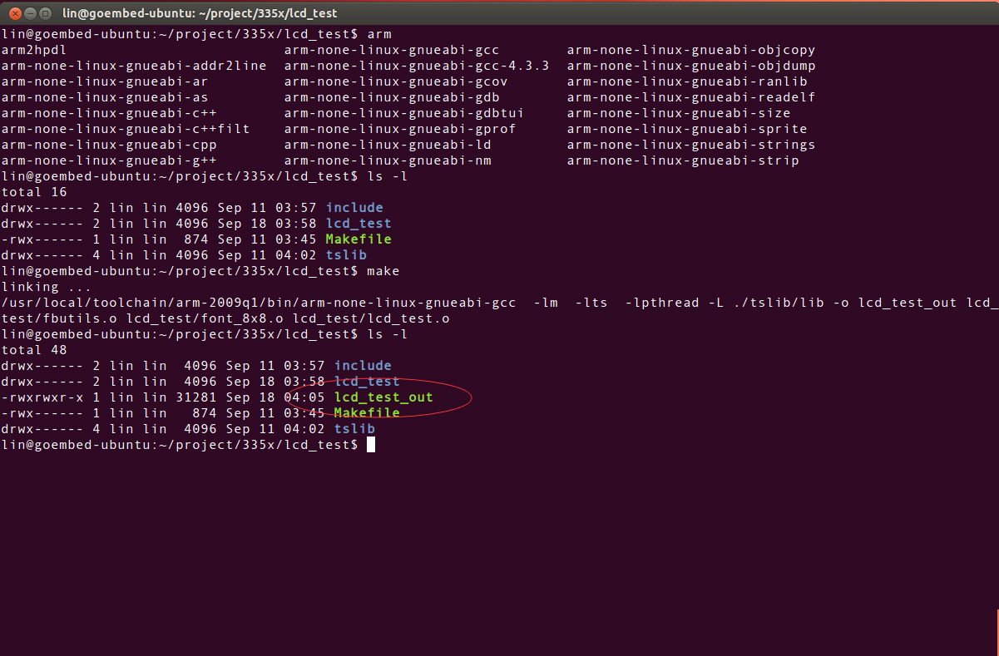 lin@goembed-ubuntu: ~/project/335x/lcd_test
lin@goembed-ubuntu:~/project/335x/lcd_test$ arm
arm2hpdl                           arm-none-linux-gnueabi-gcc         arm-none-linux-gnueabi-objcopy
arm-none-linux-gnueabi-addr2line   arm-none-linux-gnueabi-gcc-4.3.3   arm-none-linux-gnueabi-objdump
arm-none-linux-gnueabi-ar          arm-none-linux-gnueabi-gcov        arm-none-linux-gnueabi-ranlib
arm-none-linux-gnueabi-as          arm-none-linux-gnueabi-gdb         arm-none-linux-gnueabi-readelf
arm-none-linux-gnueabi-c++         arm-none-linux-gnueabi-gdbtui      arm-none-linux-gnueabi-size
arm-none-linux-gnueabi-c++filt     arm-none-linux-gnueabi-gprof       arm-none-linux-gnueabi-sprite
arm-none-linux-gnueabi-cpp         arm-none-linux-gnueabi-ld          arm-none-linux-gnueabi-strings
arm-none-linux-gnueabi-g++         arm-none-linux-gnueabi-nm          arm-none-linux-gnueabi-strip
lin@goembed-ubuntu:~/project/335x/lcd_test$ ls -l
total 16
drwx------ 2 lin lin 4096 Sep 11 03:57 include
drwx------ 2 lin lin 4096 Sep 18 03:58 lcd_test
-rwx------ 1 lin lin  874 Sep 11 03:45 Makefile
drwx------ 4 lin lin 4096 Sep 11 04:02 tslib
lin@goembed-ubuntu:~/project/335x/lcd_test$ make
linking ...
/usr/local/toolchain/arm-2009q1/bin/arm-none-linux-gnueabi-gcc  -lm  -lts  -lpthread -L ./tslib/lib -o lcd_test_out lcd_
test/fbutils.o lcd_test/font_8x8.o lcd_test/lcd_test.o
lin@goembed-ubuntu:~/project/335x/lcd_test$ ls -l
total 48
drwx------ 2 lin lin  4096 Sep 11 03:57 include
drwx------ 2 lin lin  4096 Sep 18 03:58 lcd_test
-rwxrwxr-x 1 lin lin 31281 Sep 18 04:05 lcd_test_out
-rwx------ 1 lin lin   874 Sep 11 03:45 Makefile
drwx------ 4 lin lin  4096 Sep 11 04:02 tslib
lin@goembed-ubuntu:~/project/335x/lcd_test$